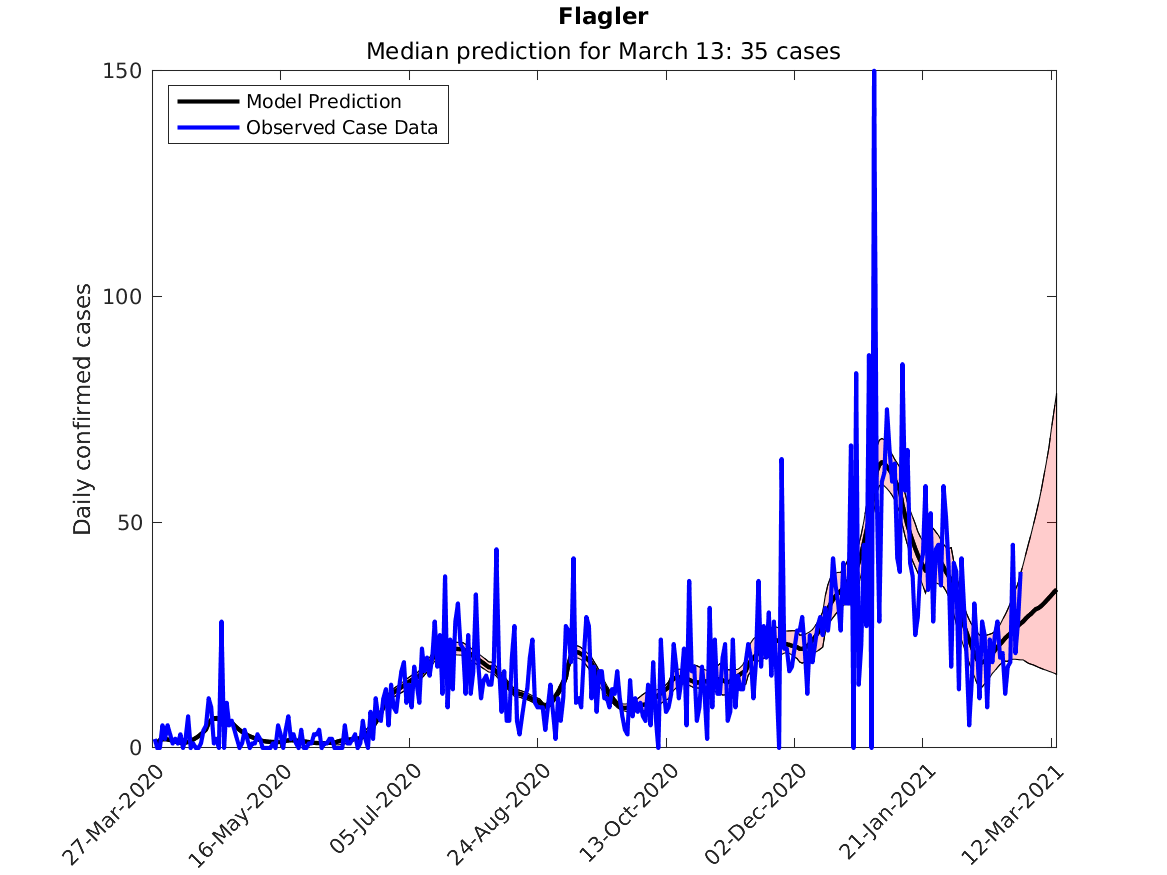 Flagler
Median prediction for March 13: 35 cases
150
100
50
0
Daily confirmed cases
Model Prediction
Observed Case Data
27-Mar-2020
16-May-2020
05-Jul-2020
24-Aug-2020
13-Oct-2020
02-Dec-2020
21-Jan-2021
12-Mar-2021